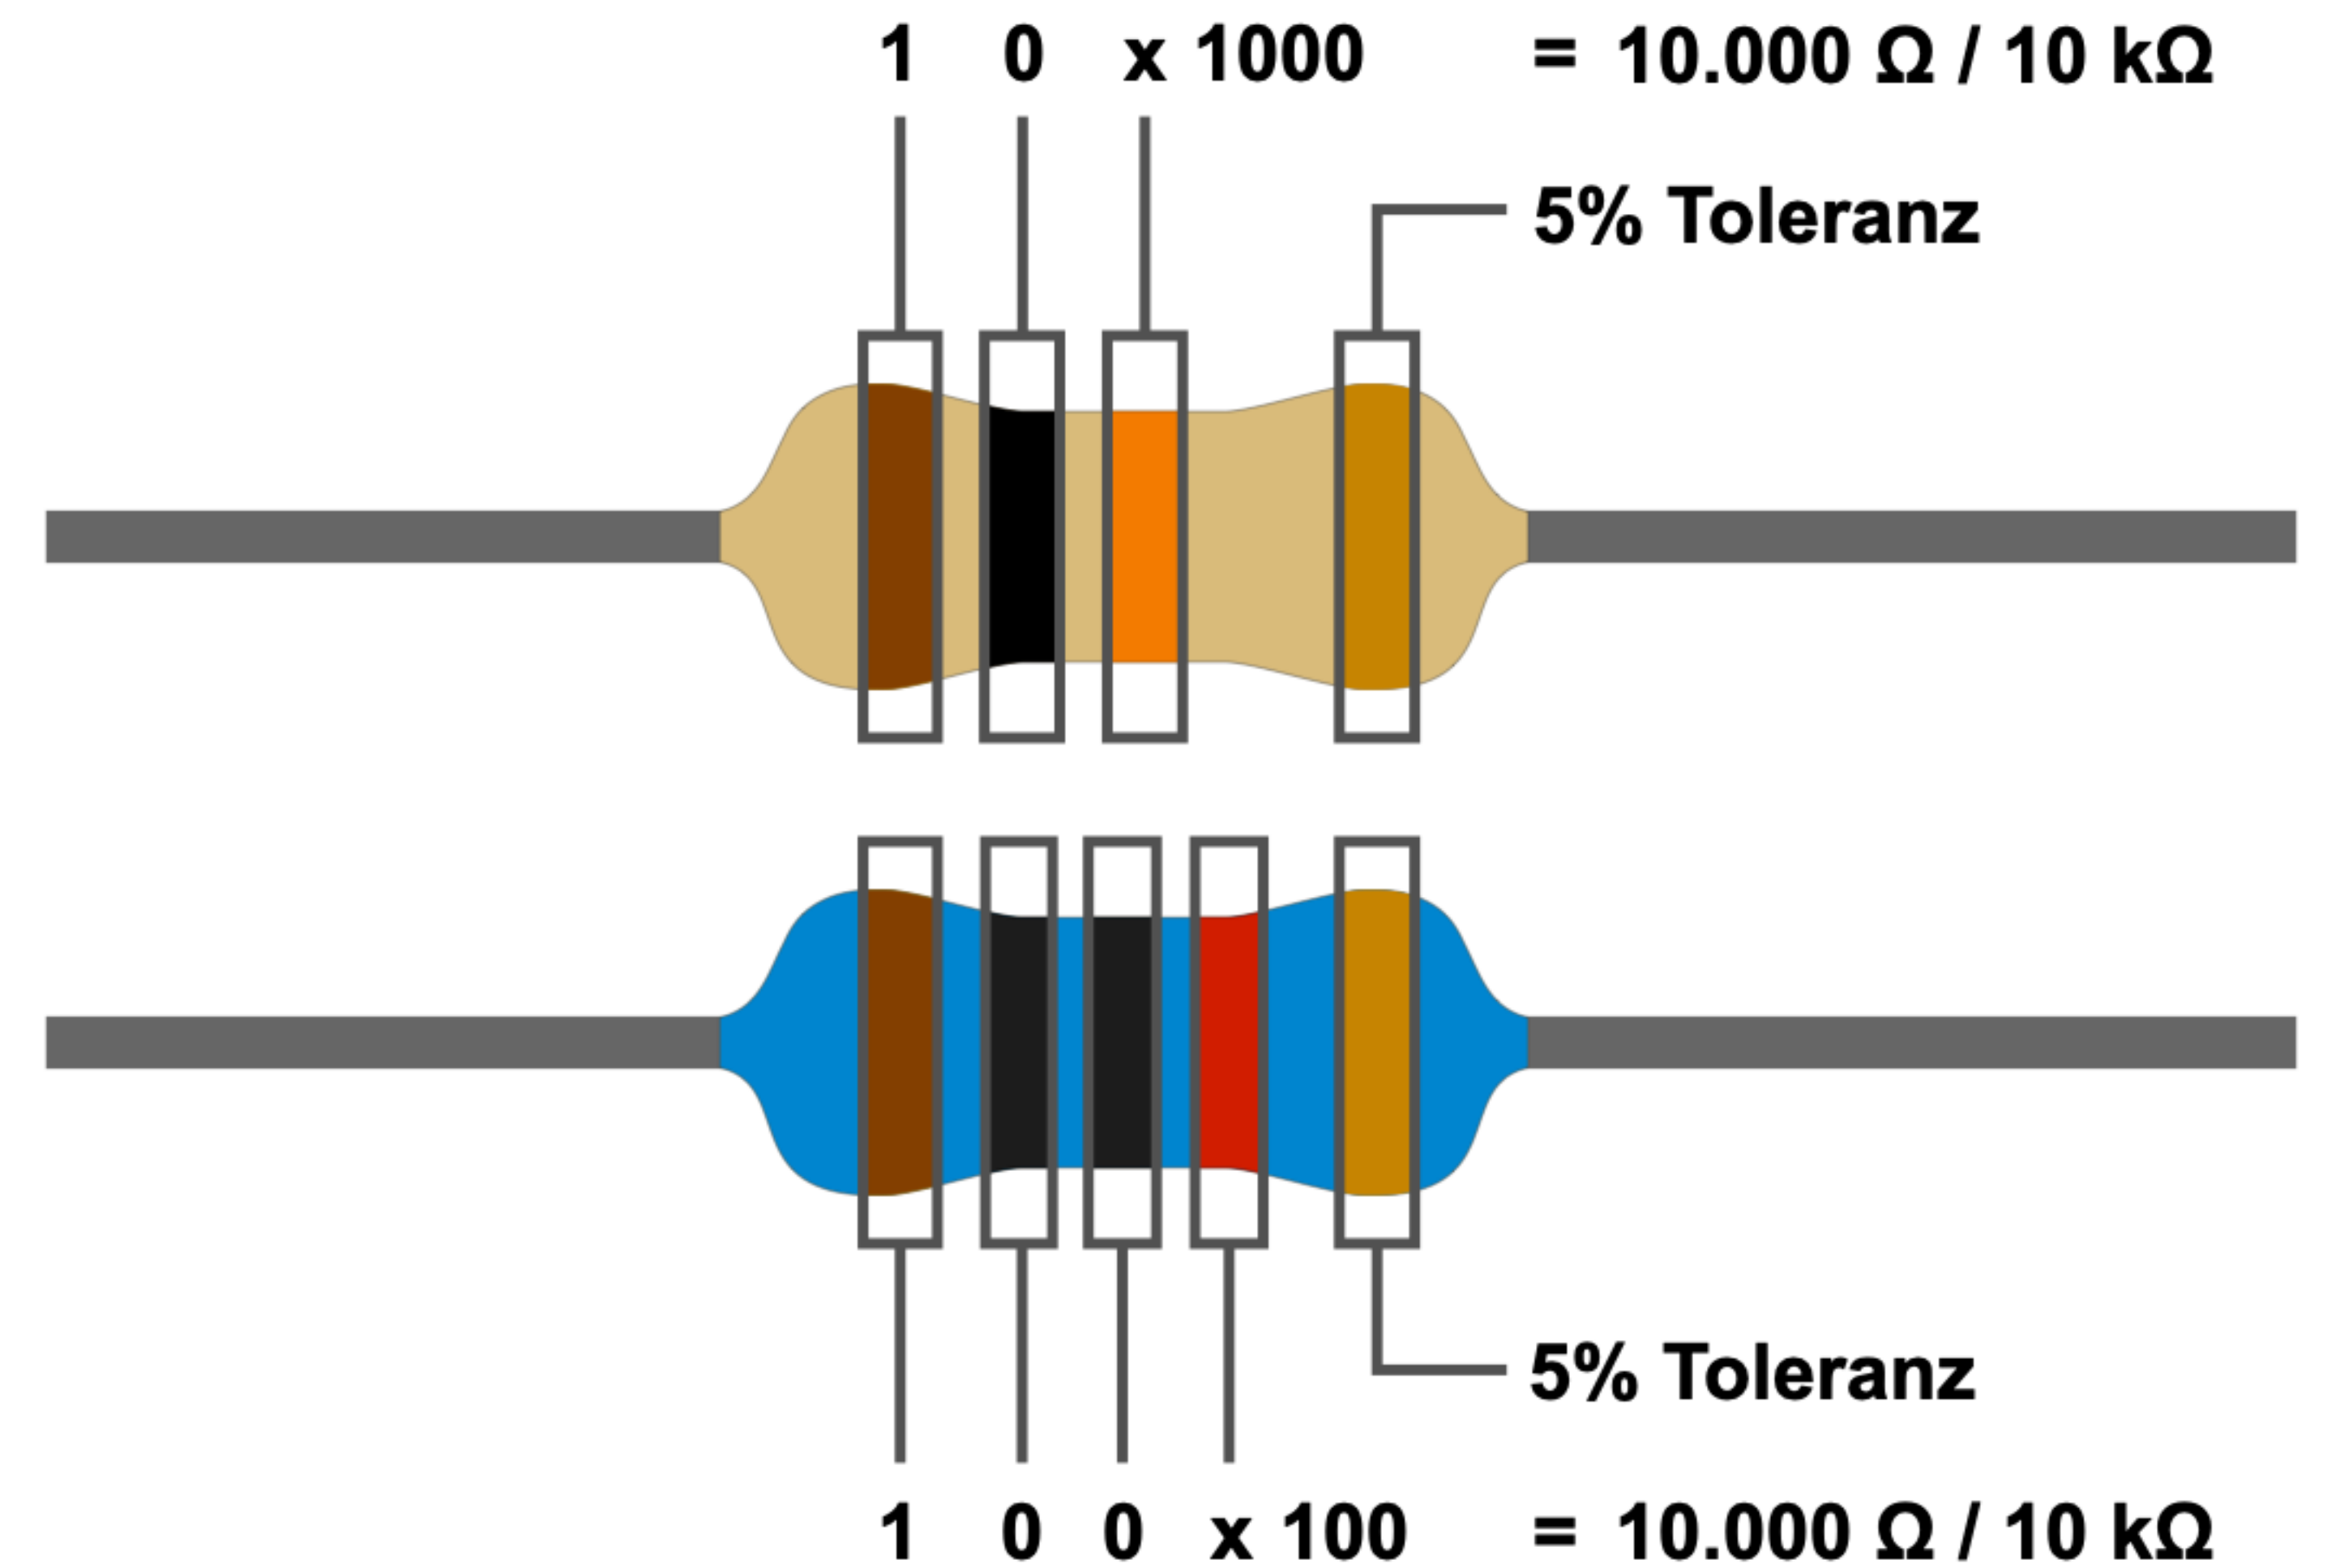 1 0 x 1000 = 10.000 Ω / 10 kΩ
5% Toleranz
5% Toleranz
1 0 0 x 100 = 10.000 Ω / 10 kΩ